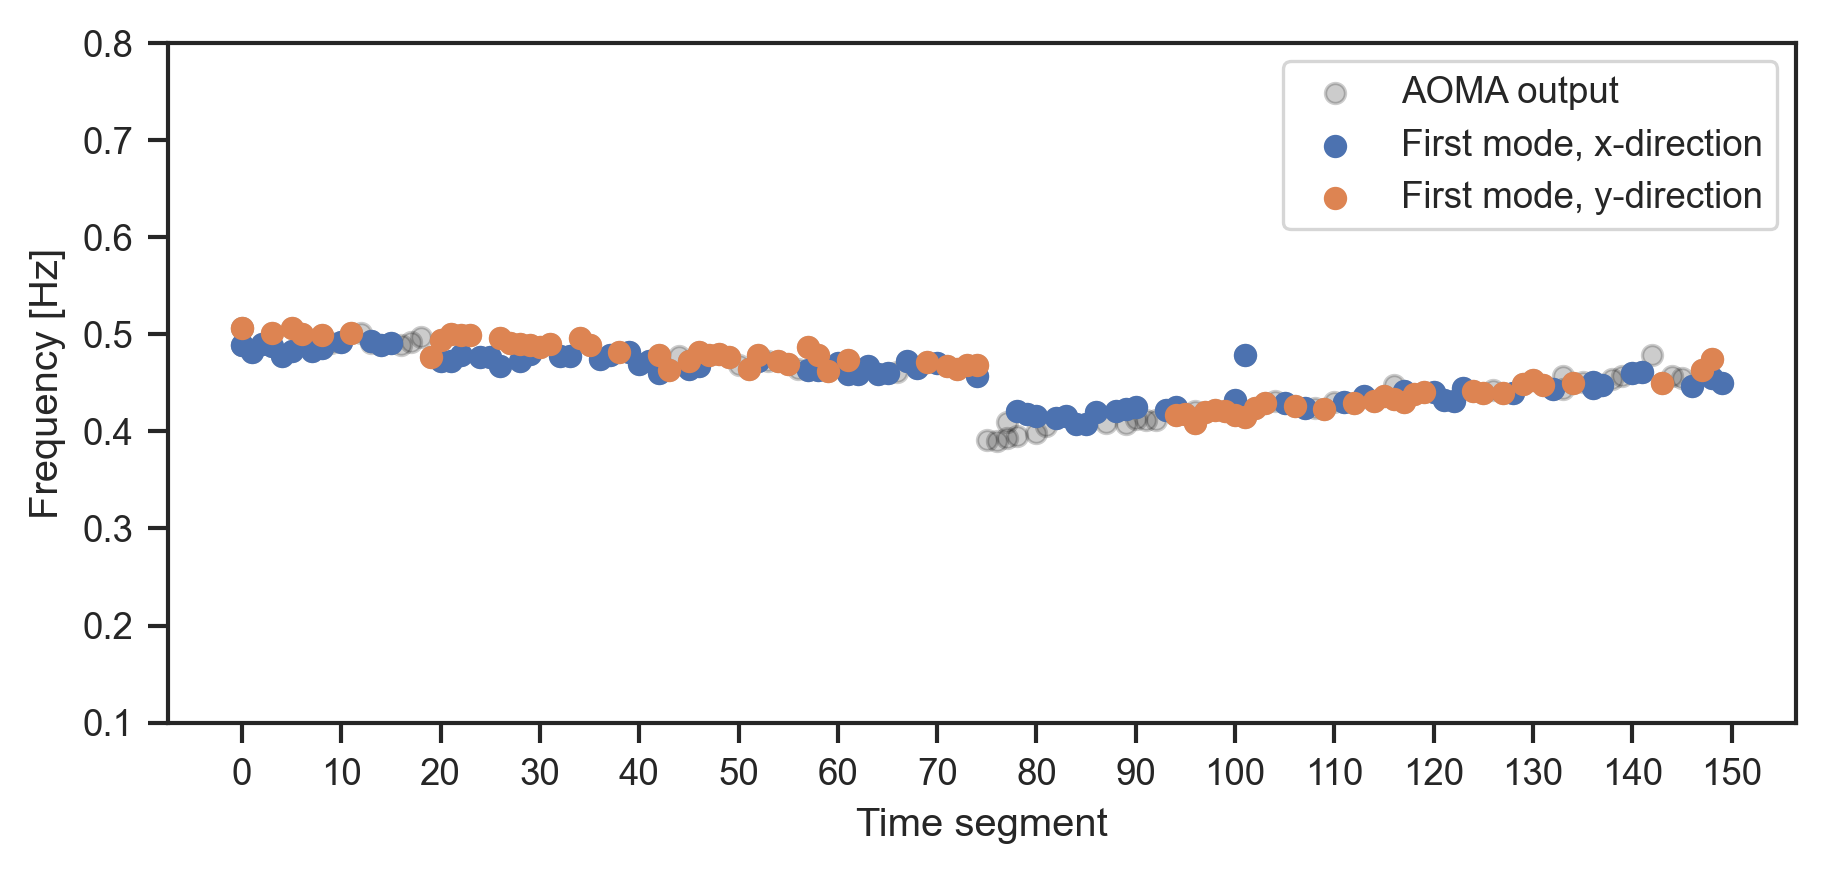 0.8
0.7
0.6
0.5
0.4
0.3
0.2
0.1
Frequency [Hz]
AOMA output
First mode, x-direction
First mode, y-direction
0 10 20 30 40 50 60 70 80 90 100 110 120 130 140 150
Time segment